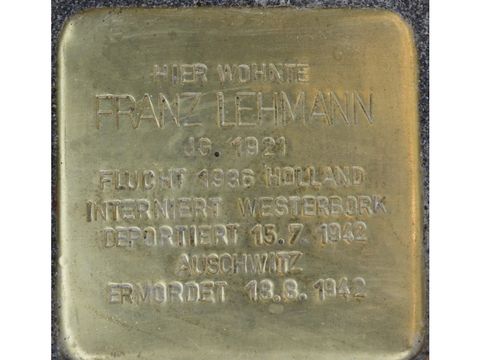 HIER WOHNTE
FRANZ LEHMANN
JG. 1921
FLUCHT 1936 HOLLAND
INTERNIERT WESTERBORK
DEPORTIERT 15.7.1942
AUSCHWITZ
ERMORDET 18.8.1942